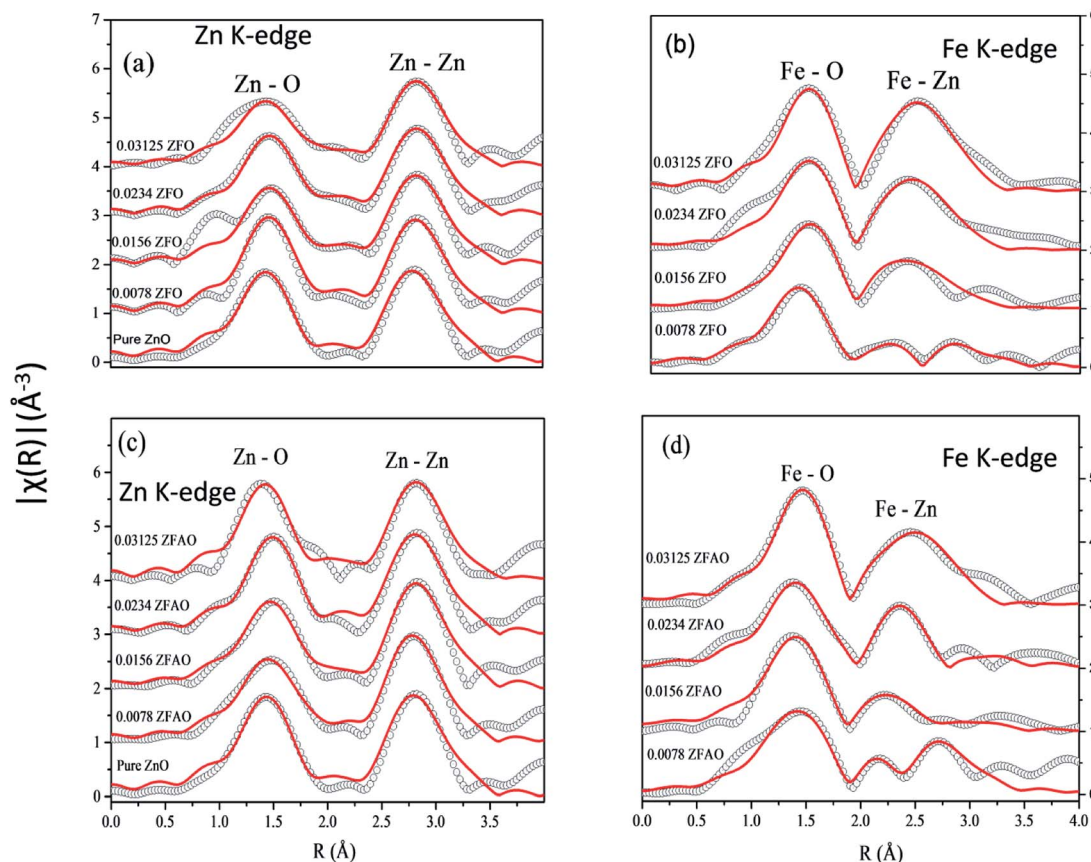 Zn K-edge
(a)
Zn - O
Zn - Zn
7
6
5
4
3
2
1
0
0.03125 ZFO
0.0234 ZFO
0.0156 ZFO
0.0078 ZFO
Pure ZnO
(b)
Fe K-edge
Fe - O
Fe - Zn
0.03125 ZFO
0.0234 ZFO
0.0156 ZFO
0.0078 ZFO
|χ(R)| (Å-3)
(c)
Zn - O
Zn - Zn
Zn K-edge
6
5
4
3
2
1
0
0.03125 ZFAO
0.0234 ZFAO
0.0156 ZFAO
0.0078 ZFAO
Pure ZnO
0.0 0.5 1.0 1.5 2.0 2.5 3.0 3.5
R (Å)
(d)
Fe K-edge
Fe - O
Fe - Zn
0.03125 ZFAO
0.0234 ZFAO
0.0156 ZFAO
0.0078 ZFAO
0.0 0.5 1.0 1.5 2.0 2.5 3.0 3.5 4.0
R (Å)